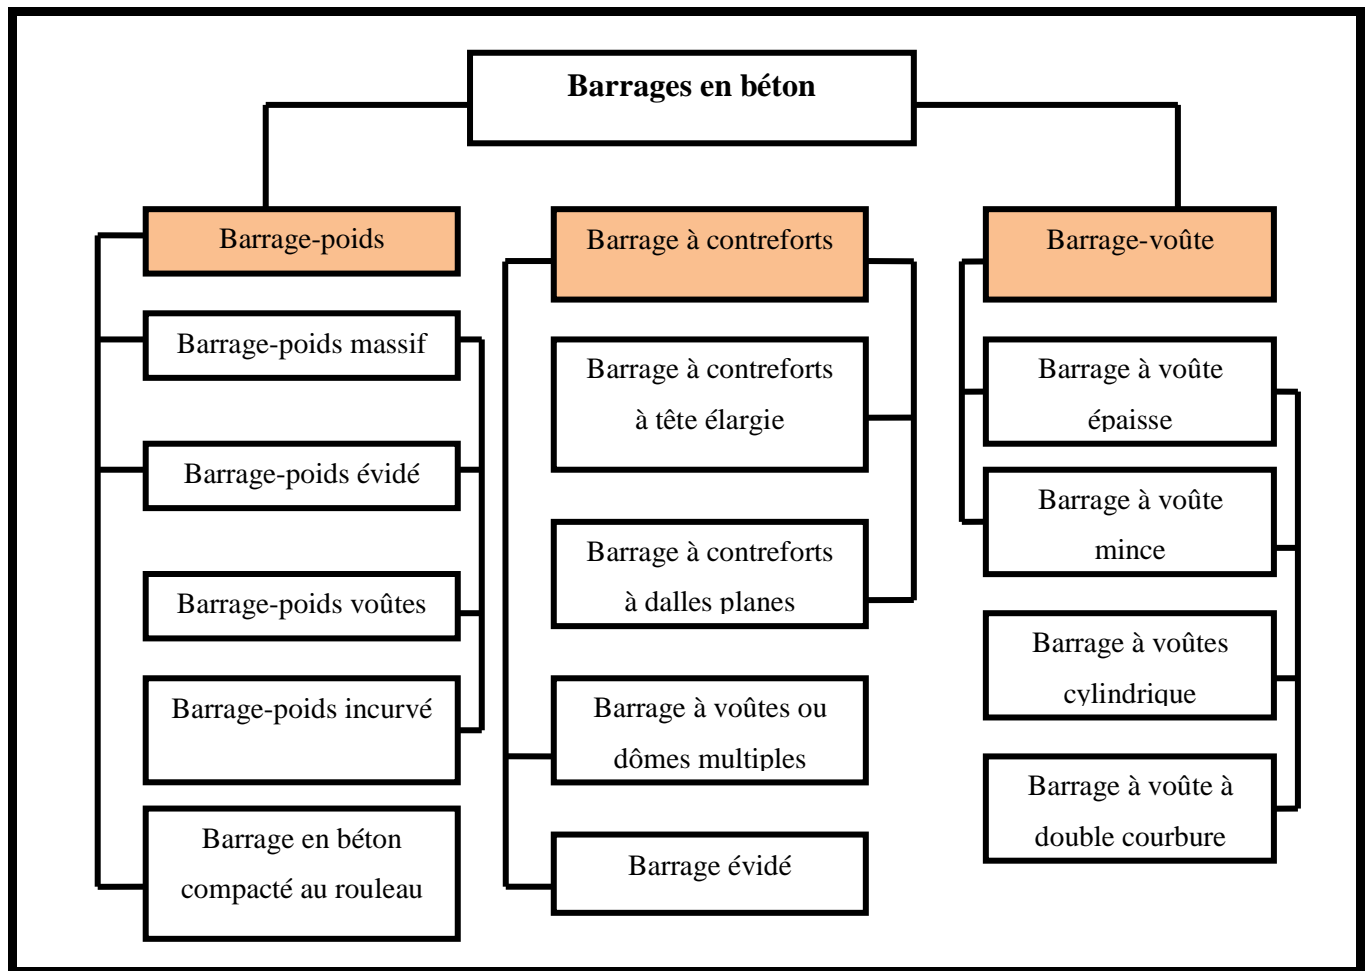 Barrages en béton
Barrage-poids
Barrage-poids massif
Barrage-poids évidé
Barrage-poids voûtes
Barrage-poids incurvé
Barrage en béton
compacté au rouleau
Barrage à contreforts
Barrage à contreforts
à tête élargie
Barrage à contreforts
à dalles planes
Barrage à voûtes ou
dômes multiples
Barrage évidé
Barrage-voûte
Barrage à voûte
épaisse
Barrage à voûte
mince
Barrage à voûtes
cylindrique
Barrage à voûte à
double courbure